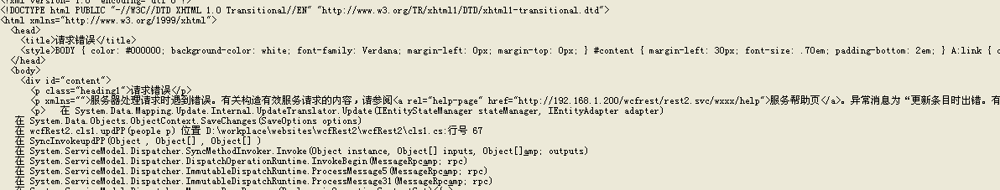 <!DOCTYPE html PUBLIC "-//W3C//DTD XHTML 1.0 Transitional//EN" "http://www.w3.org/TR/xhtml1/DTD/xhtml1-transitional.dtd">
<html xmlns="http://www.w3.org/1999/xhtml">
<head>
<title>请求错误</title>
<style>BODY { color: #000000; background-color: white; font-family: Verdana; margin-left: 0px; margin-top: 0px; } #content { margin-left: 30px; font-size: .70em; padding-bottom: 2em; } A:link {
</head>
<body>
<div id="content">
<p class="heading1">请求错误</p>
<p xmlns="">服务器处理请求时遇到错误。有关构造有效服务请求的内容，请参阅<a rel="help-page" href="http://192.168.1.200/wcfrest/rest2.svc/wxxx/help">服务帮助页</a>。异常消息为“更新条目时出错。有
<p> 在 System.Data.Mapping.Update.Internal.UpdateTranslator.Update(IEntityStateManager stateManager, IEntityAdapter adapter)
在 System.Data.Objects.ObjectContext.SaveChanges(SaveOptions options)
在 wcfRest2.cls1.updPP(people p) 位置 D:\workplace\websites\wcfRest2\wcfRest2\cls1.cs:行号 67
在 SyncInvokeupdPP(Object , Object[] , Object[] )
在 System.ServiceModel.Dispatcher.SyncMethodInvoker.Invoke(Object instance, Object[] inputs, Object[]&amp; outputs)
在 System.ServiceModel.Dispatcher.DispatchOperationRuntime.InvokeBegin(MessageRpc&amp; rpc)
在 System.ServiceModel.Dispatcher.ImmutableDispatchRuntime.ProcessMessage5(MessageRpc&amp; rpc)
在 System.ServiceModel.Dispatcher.ImmutableDispatchRuntime.ProcessMessage31(MessageRpc&amp; rpc)